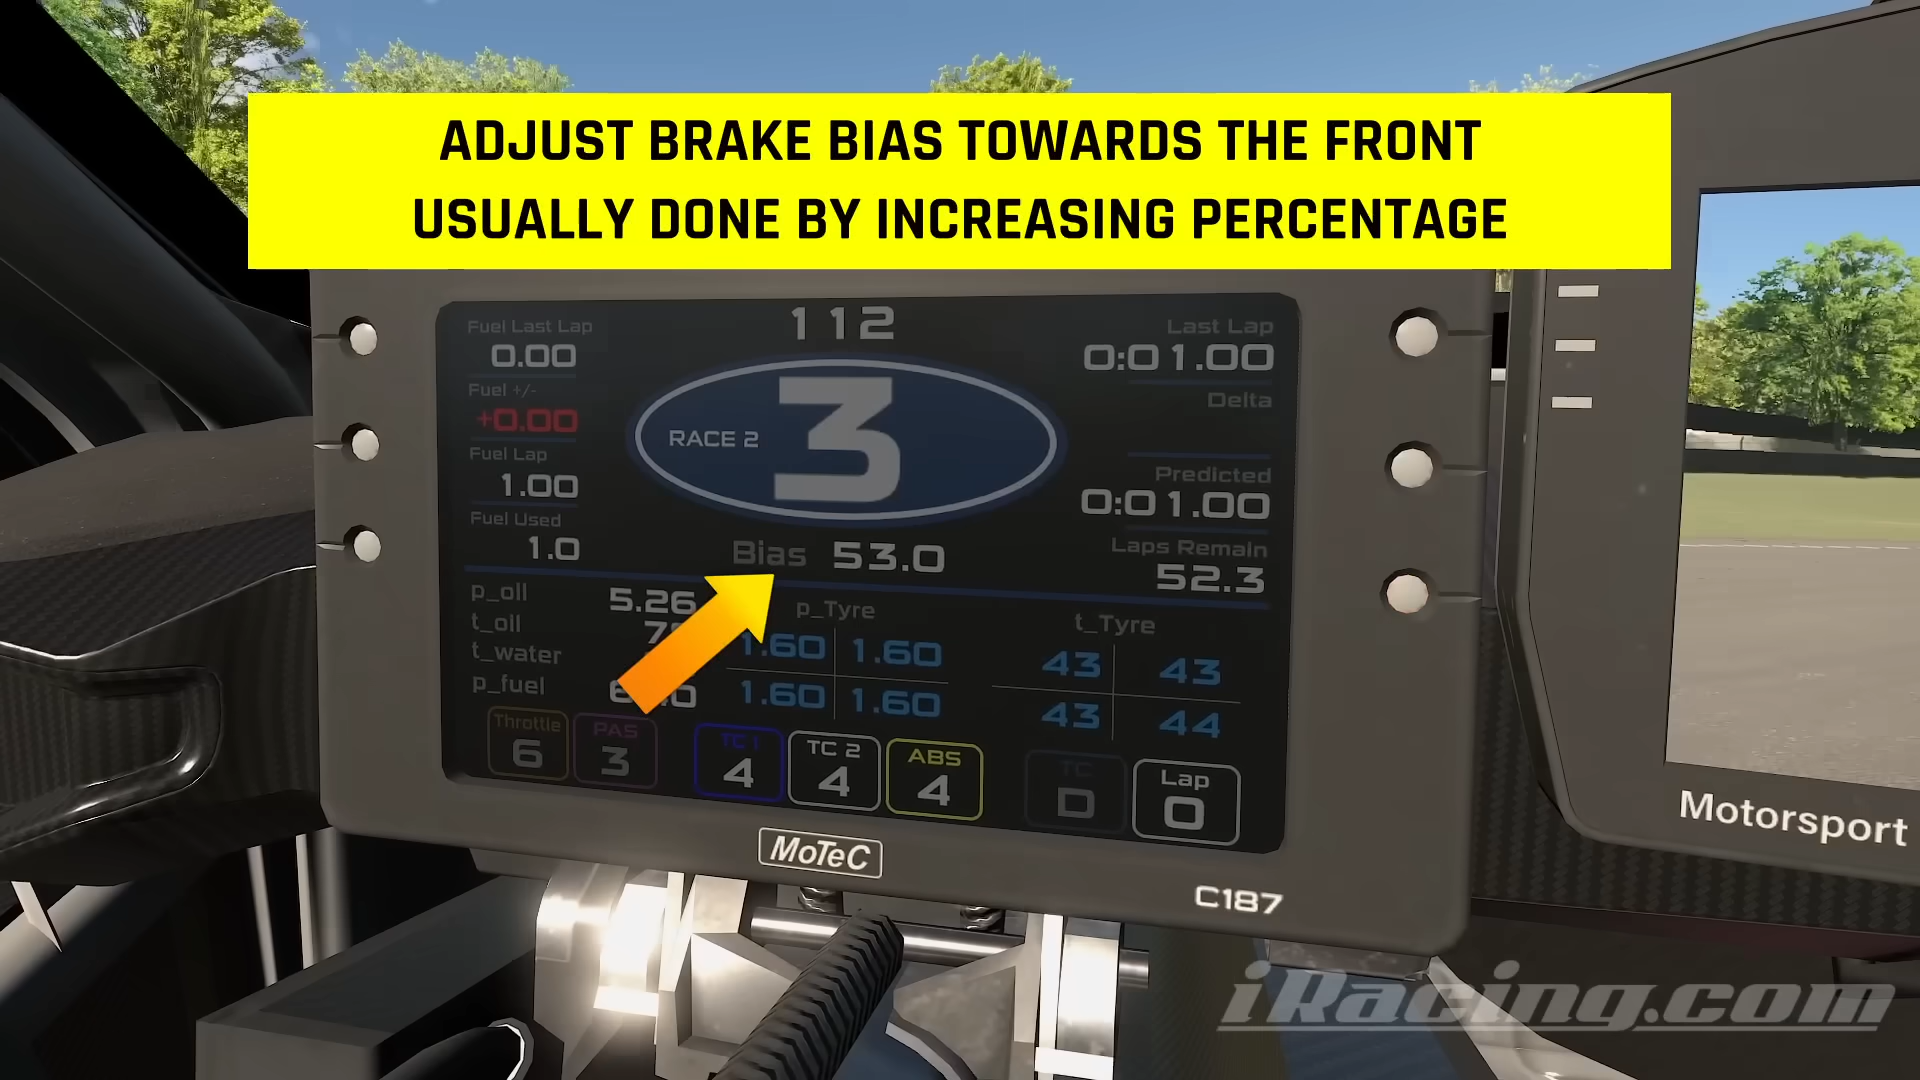 ADJUST BRAKE BIAS TOWARDS THE FRONT
USUALLY DONE BY INCREASING PERCENTAGE
Fuel Last Lap
0.00
Fuel +/-
+0.00
Fuel Lap
1.00
Fuel Used
1.0
112
RACE 2
3
Bias 53.0
Last Lap
0:01.00
Delta
Predicted
0:01.00
Laps Remain
52.3
p_oil 5.26
t_oil
t_water
p_fuel
p_Tyre
1.60 1.60
1.60 1.60
t_Tyre
43 43
43 44
Throttle
6
PAS
3
TC 1
4
TC 2
4
ABS
4
TC
D
Lap
0
MoTeC
C187
Motorsport
iRacing.com